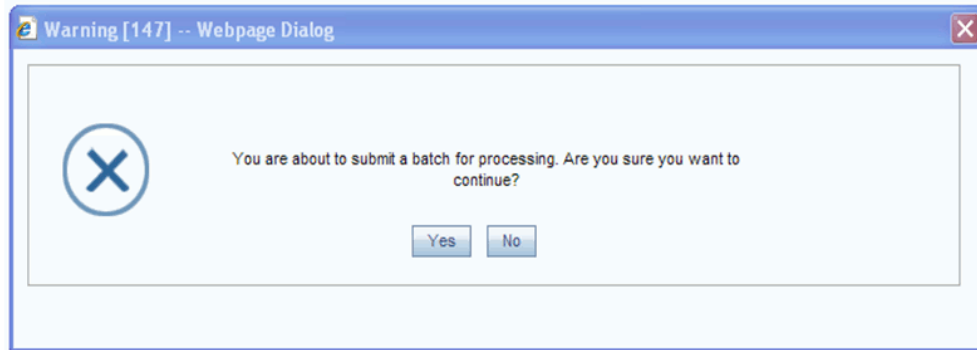 Warning [147] -- Webpage Dialog
You are about to submit a batch for processing. Are you sure you want to
continue?
Yes No